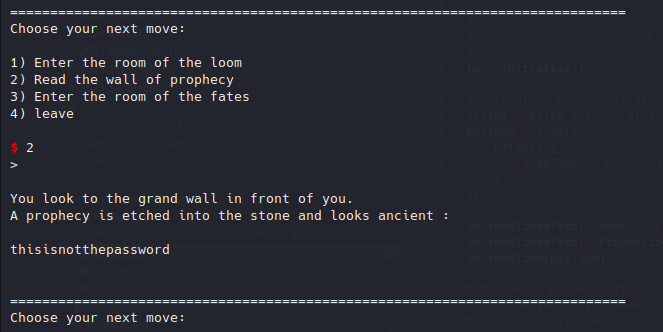 =============================================================================
Choose your next move:
1) Enter the room of the loom
2) Read the wall of prophecy
3) Enter the room of the fates
4) leave
$ 2
>
You look to the grand wall in front of you.
A prophecy is etched into the stone and looks ancient :
thisisnotthepassword
=============================================================================
Choose your next move: